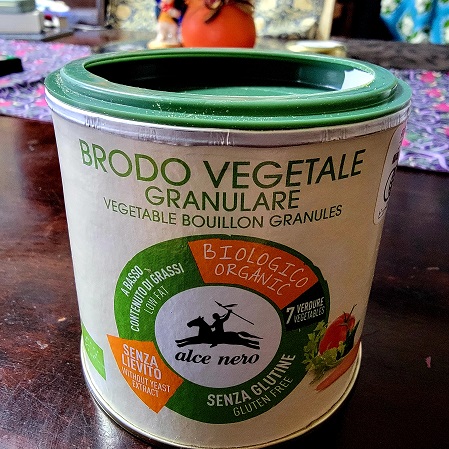 BRODO VEGETALE
GRANULARE
VEGETABLE BOUILLON GRANULES
A BASSO
CONTENUTO DI GRASSI
LOW FAT
BIOLOGICO
ORGANIC
7 VERDURE
VEGETABLES
alce nero
SENZA
LIEVITO
WITHOUT YEAST
EXTRACT
SENZA GLUTINE
GLUTEN FREE